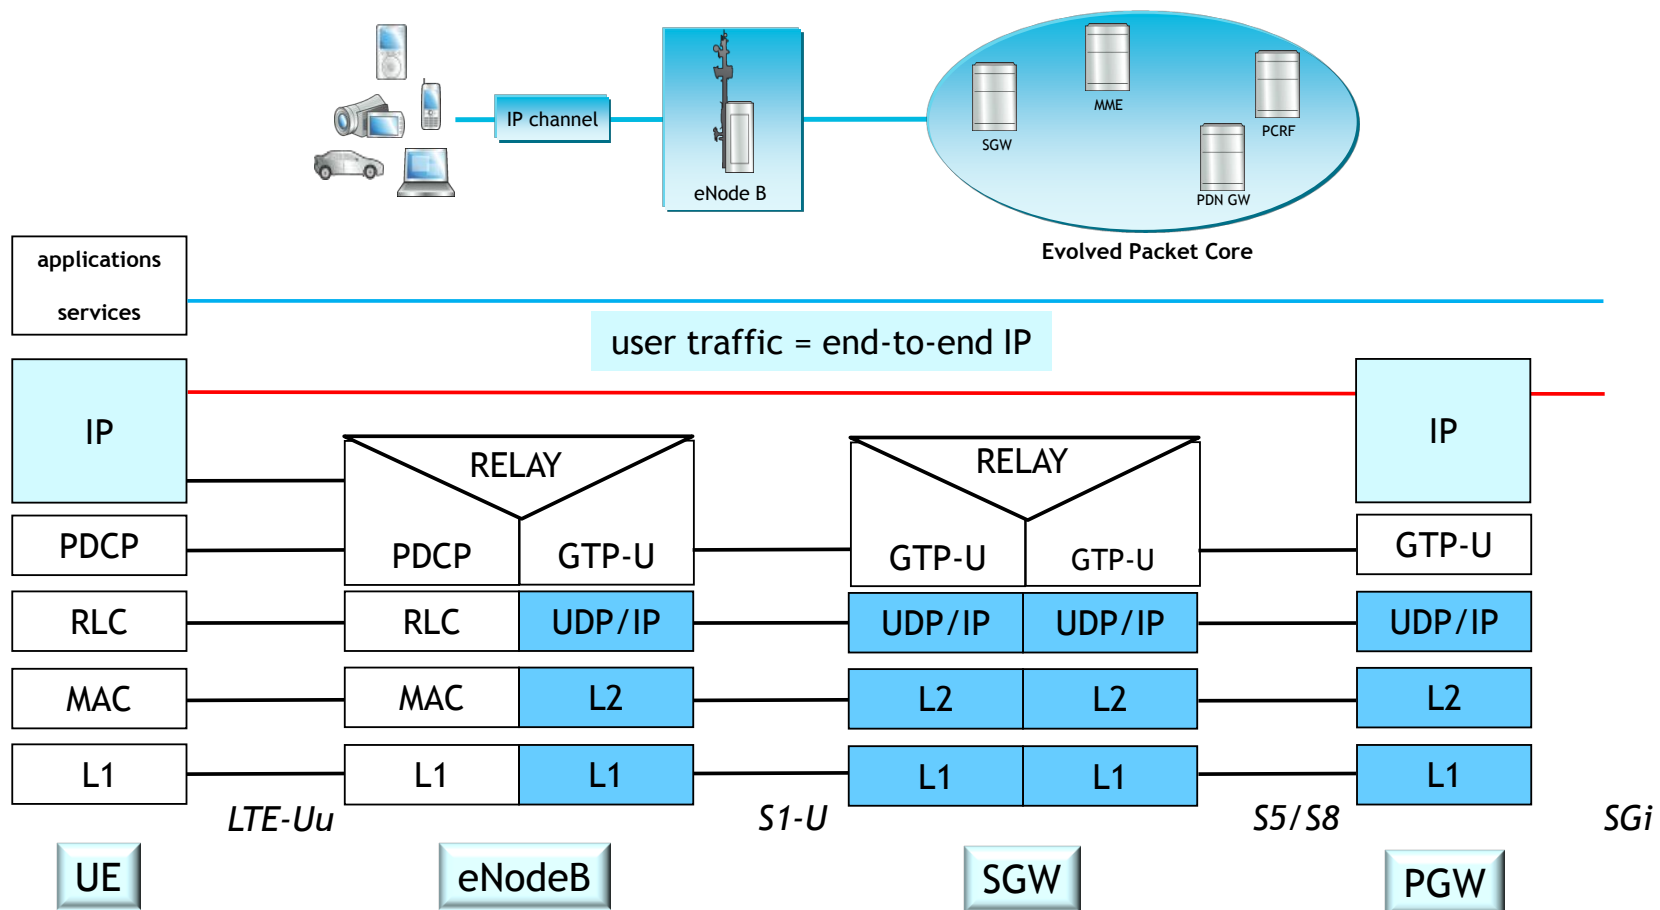 IP channel
eNode B
SGW
MME
PCRF
PDN GW
Evolved Packet Core
applications
services
user traffic = end-to-end IP
IP
IP
RELAY
RELAY
PDCP
PDCP
GTP-U
GTP-U
GTP-U
GTP-U
RLC
RLC
UDP/IP
UDP/IP
UDP/IP
UDP/IP
MAC
MAC
L2
L2
L2
L2
L1
L1
L1
L1
L1
L1
LTE-Uu
S1-U
S5/S8
SGi
UE
eNodeB
SGW
PGW